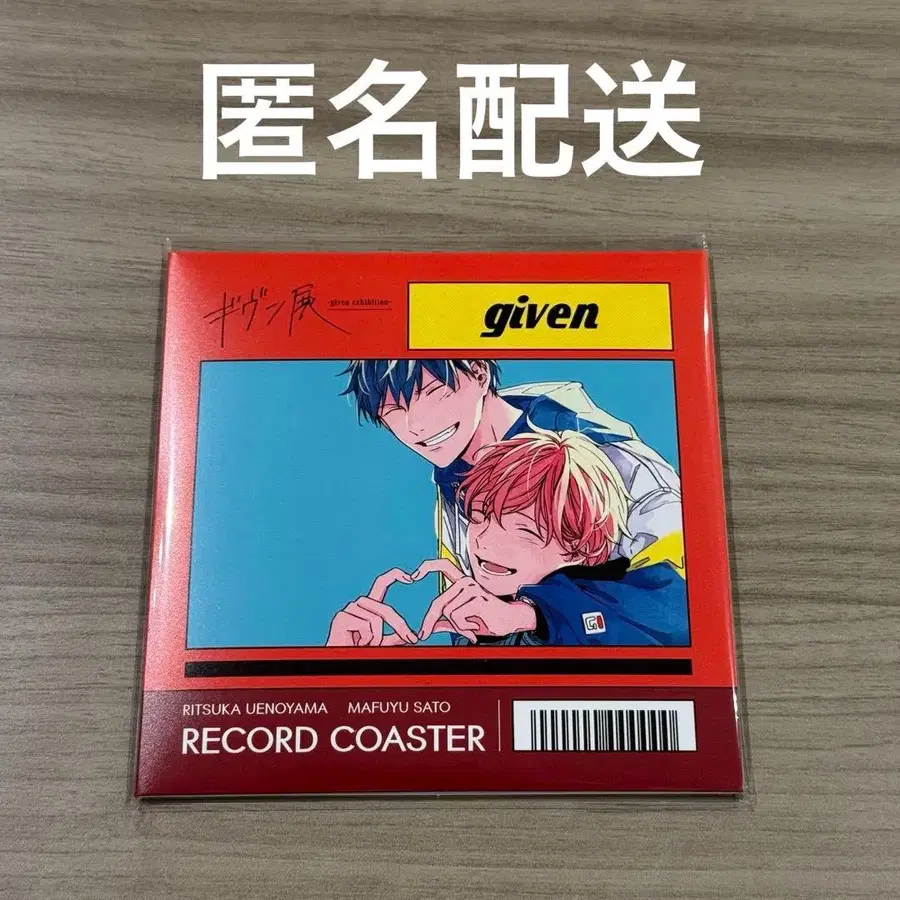 匿名配送
ギヴン展
-given exhibition-
given
RITSUKA UENOYAMA MAFUYU SATO
RECORD COASTER